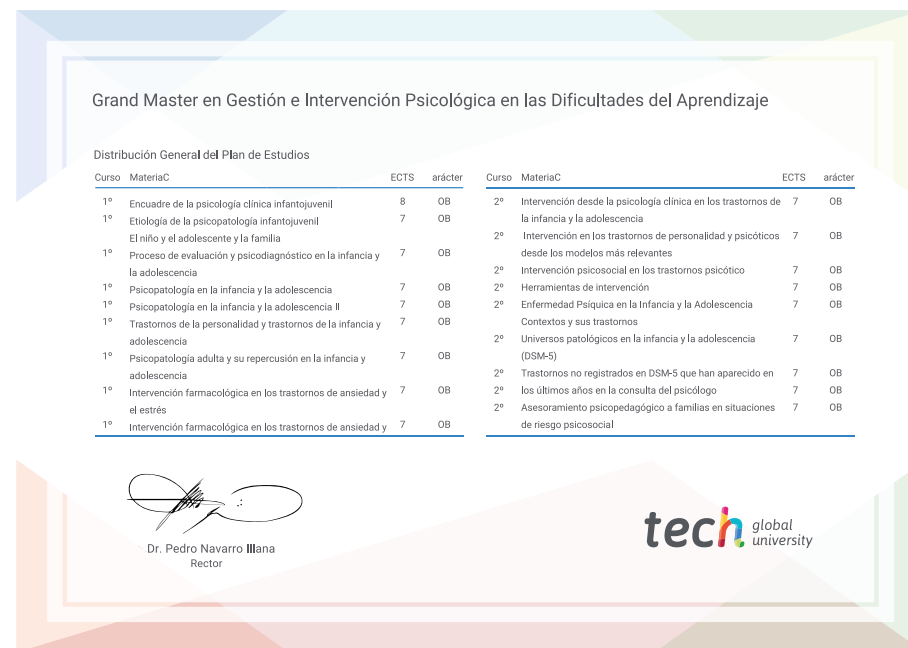 Grand Master en Gestión e Intervención Psicológica en las Dificultades del Aprendizaje
Distribución General del Plan de Estudios
Curso MateriaC ECTS arácter
1º Encuadre de la psicología clínica infantojuvenil 8 OB
1º Etiología de la psicopatología infantojuvenil 7 OB
El niño y el adolescente y la familia
1º Proceso de evaluación y psicodiagnóstico en la infancia y 7 OB
la adolescencia
1º Psicopatología en la infancia y la adolescencia 7 OB
1º Psicopatología en la infancia y la adolescencia II 7 OB
1º Trastornos de la personalidad y trastornos de la infancia y 7 OB
adolescencia
1º Psicopatología adulta y su repercusión en la infancia y 7 OB
adolescencia
1º Intervención farmacológica en los trastornos de ansiedad y 7 OB
el estrés
1º Intervención farmacológica en los trastornos de ansiedad y 7 OB
Curso MateriaC ECTS arácter
2º Intervención desde la psicología clínica en los trastornos de 7 OB
la infancia y la adolescencia
2º Intervención en los trastornos de personalidad y psicóticos 7 OB
desde los modelos más relevantes
2º Intervención psicosocial en los trastornos psicótico 7 OB
2º Herramientas de intervención 7 OB
2º Enfermedad Psíquica en la Infancia y la Adolescencia 7 OB
Contextos y sus trastornos
2º Universos patológicos en la infancia y la adolescencia 7 OB
(DSM-5)
2º Trastornos no registrados en DSM-5 que han aparecido en 7 OB
2º los últimos años en la consulta del psicólogo 7 OB
2º Asesoramiento psicopedagógico a familias en situaciones 7 OB
de riesgo psicosocial
Dr. Pedro Navarro Illana
Rector
tech global
university